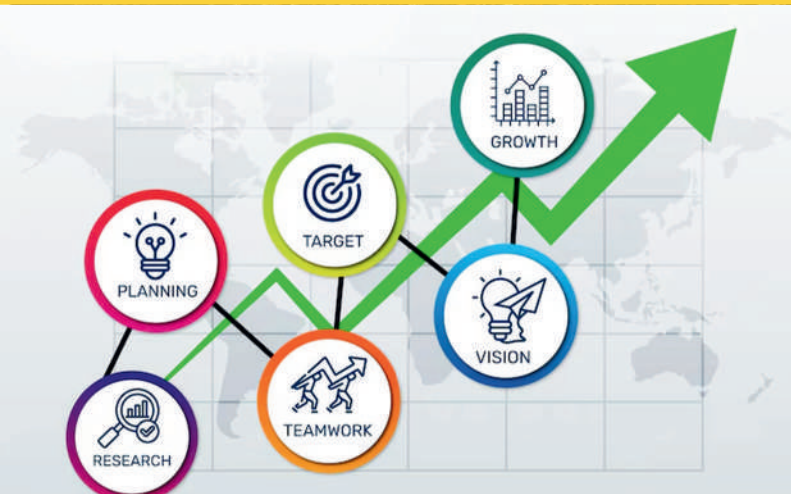 GROWTH
TARGET
PLANNING
VISION
TEAMWORK
RESEARCH